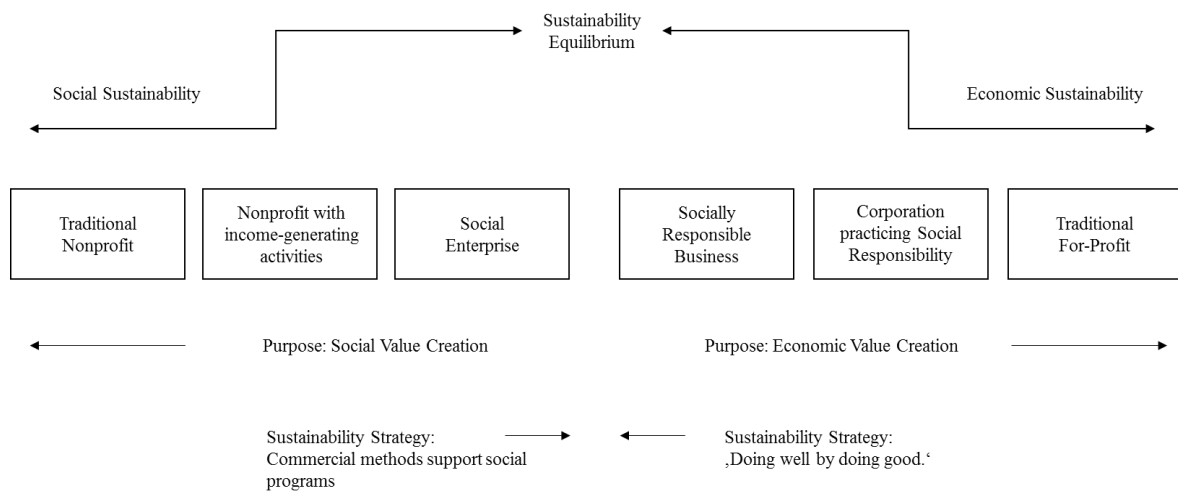 Sustainability
Equilibrium
Social Sustainability
Economic Sustainability
Traditional
Nonprofit
Nonprofit with
income-generating
activities
Social
Enterprise
Socially
Responsible
Business
Corporation
practicing Social
Responsibility
Traditional
For-Profit
Purpose: Social Value Creation
Purpose: Economic Value Creation
Sustainability Strategy:
Commercial methods support social
programs
Sustainability Strategy:
‚Doing well by doing good.‘